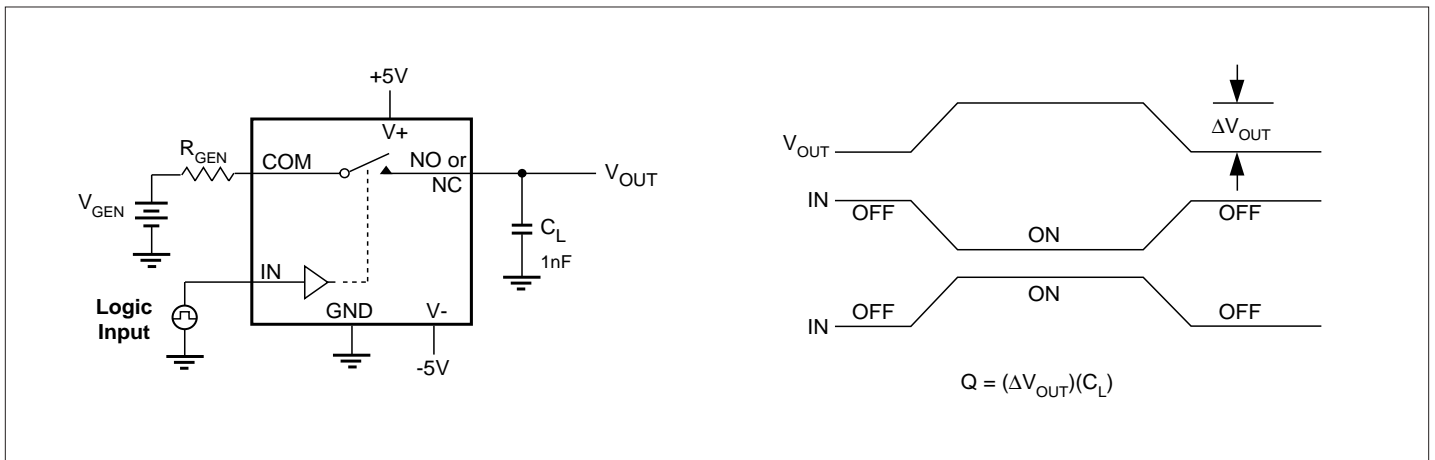 +5V
V+
R_GEN
COM
NO or
NC
V_OUT
V_GEN
C_L
1nF
IN
Logic
Input
GND
V-
-5V
V_OUT
ΔV_OUT
IN
OFF
ON
OFF
IN
OFF
ON
OFF
Q = (ΔV_OUT)(C_L)